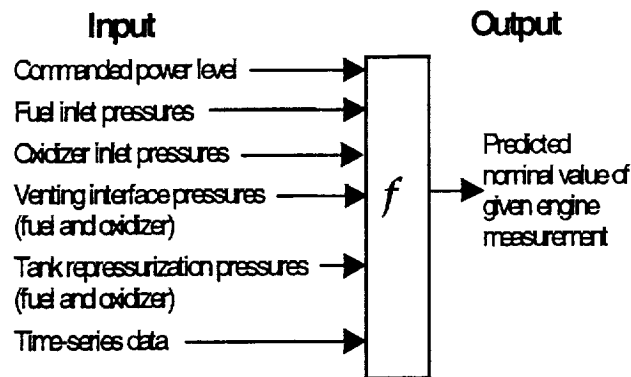 Input
Output
Commanded power level
Fuel inlet pressures
Oxidizer inlet pressures
Venting interface pressures
(fuel and oxidizer)
Tank repressurization pressures
(fuel and oxidizer)
Time-series data
f
Predicted
nominal value of
given engine
measurement